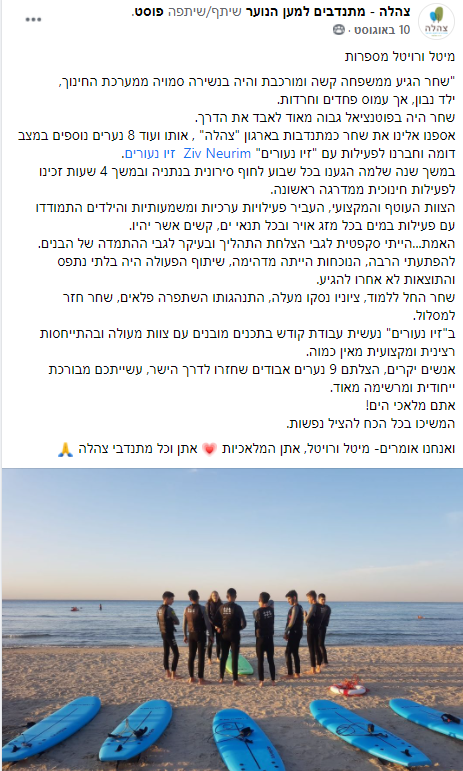 צהלה - מתנדבים למען הנוער שיתף/שיתפה פוסט.
10 באוגוסט
מיטל ורויטל מספרות
"שחר הגיע ממשפחה קשה ומורכבת והיה בנשירה סמויה ממערכת החינוך,
ילד נבון, אך עמוס פחדים וחרדות.
שחר היה בפוטנציאל גבוה מאוד לאבד את הדרך.
אספנו אלינו את שחר כמתנדבות בארגון "צהלה" , אותו ועוד 8 נערים נוספים במצב
דומה וחברנו לפעילות עם "זיו נעורים" Ziv Neurim זיו נעורים.
במשך שנה שלמה הגענו בכל שבוע לחוף סירונית בנתניה ובמשך 4 שעות זכינו
לפעילות חינוכית ממדרגה ראשונה.
הצוות העוטף והמקצועי, העביר פעילויות ערכיות ומשמעותיות והילדים התמודדו
עם פעילות במים בכל מזג אויר ובכל תנאי ים, קשים אשר יהיו.
האמת...הייתי סקפטית לגבי הצלחת התהליך ובעיקר לגבי ההתמדה של הבנים.
להפתעתי הרבה, הנוכחות הייתה מדהימה, שיתוף הפעולה היה בלתי נתפס
והתוצאות לא אחרו להגיע.
שחר החל ללמוד, ציוניו נסקו מעלה, התנהגותו השתפרה פלאים, שחר חזר
למסלול.
ב"זיו נעורים" נעשית עבודת קודש בתכנים מובנים עם צוות מעולה ובהתייחסות
רצינית ומקצועית מאין כמוה.
אנשים יקרים, הצלתם 9 נערים אבודים שחזרו לדרך הישר, עשייתכם מבורכת
ייחודית ומרשימה מאוד.
אתם מלאכי הים!
המשיכו בכל הכח להציל נפשות.
ואנחנו אומרים- מיטל ורויטל, אתן המלאכיות 💗 אתן וכל מתנדבי צהלה 🙏